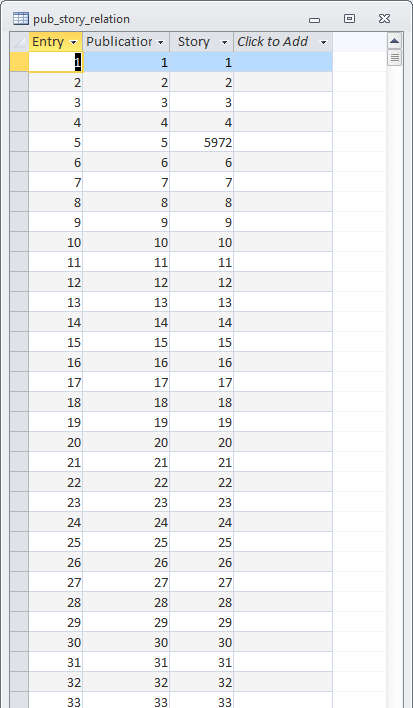 pub_story_relation
Entry Publication Story Click to Add
1 1 1
2 2 2
3 3 3
4 4 4
5 5 5972
6 6 6
7 7 7
8 8 8
9 9 9
10 10 10
11 11 11
12 12 12
13 13 13
14 14 14
15 15 15
16 16 16
17 17 17
18 18 18
19 19 19
20 20 20
21 21 21
22 22 22
23 23 23
24 24 24
25 25 25
26 26 26
27 27 27
28 28 28
29 29 29
30 30 30
31 31 31
32 32 32
33 33 33